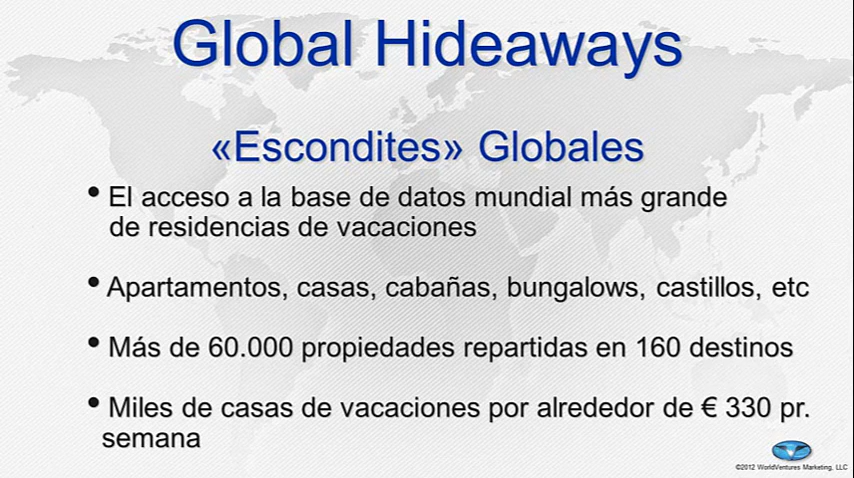 Global Hideaways
«Escondites» Globales
• El acceso a la base de datos mundial más grande
de residencias de vacaciones
• Apartamentos, casas, cabañas, bungalows, castillos, etc
• Más de 60.000 propiedades repartidas en 160 destinos
• Miles de casas de vacaciones por alrededor de € 330 pr.
semana
©2012 WorldVentures Marketing, LLC